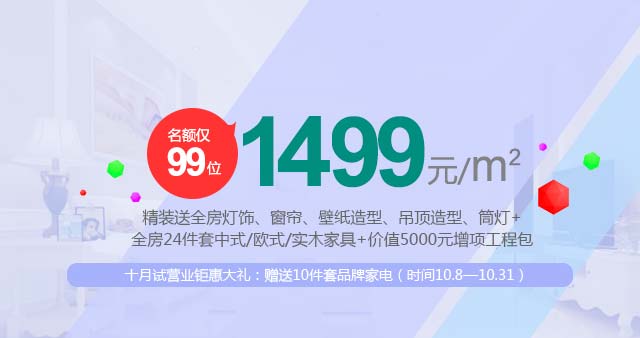 名额仅
99位
1499元/m²
精装送全房灯饰、窗帘、壁纸造型、吊顶造型、筒灯+
全房24件套中式/欧式/实木家具+价值5000元增项工程包
十月试营业钜惠大礼：赠送10件套品牌家电（时间10.8—10.31）